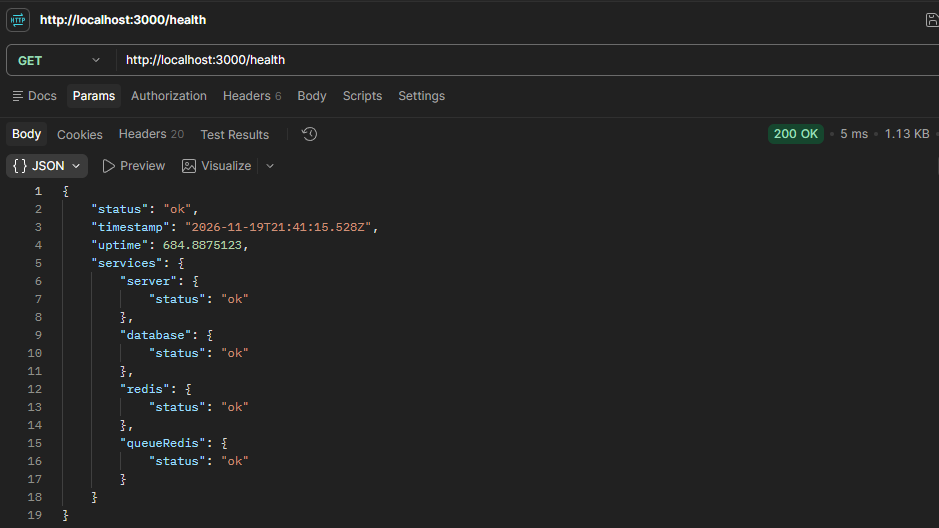 HTTP http://localhost:3000/health
GET http://localhost:3000/health
Docs Params Authorization Headers 6 Body Scripts Settings
Body Cookies Headers 20 Test Results 200 OK • 5 ms • 1.13 KB •
{} JSON Preview Visualize
1 {
2     "status": "ok",
3     "timestamp": "2026-11-19T21:41:15.528Z",
4     "uptime": 684.8875123,
5     "services": {
6         "server": {
7             "status": "ok"
8         },
9         "database": {
10             "status": "ok"
11         },
12         "redis": {
13             "status": "ok"
14         },
15         "queueRedis": {
16             "status": "ok"
17         }
18     }
19 }